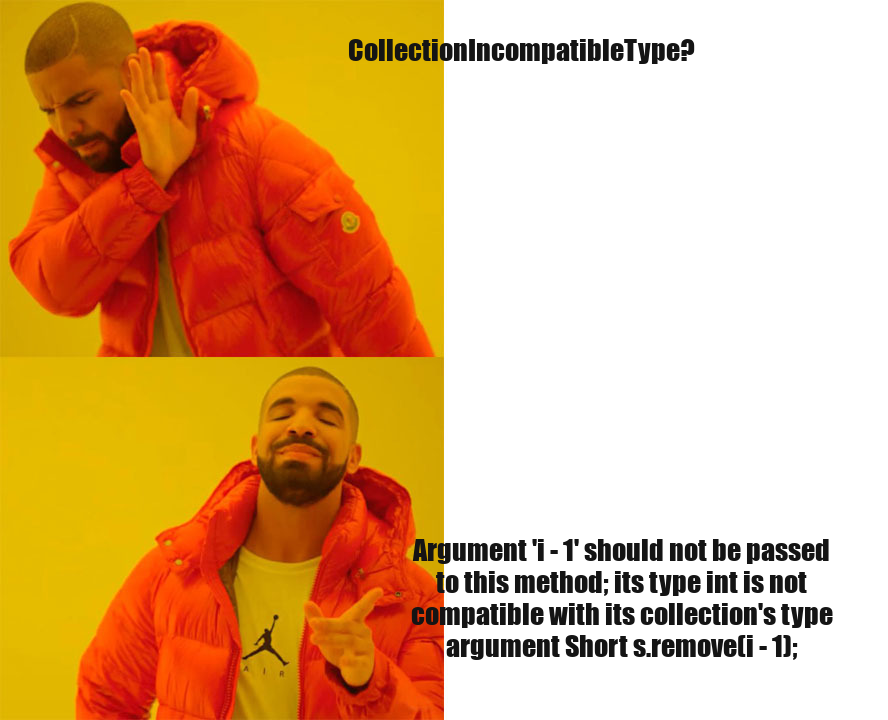 CollectionIncompatibleType?
Argument 'i - 1' should not be passed
to this method; its type int is not
compatible with its collection's type
argument Short s.remove(i - 1);
A I R